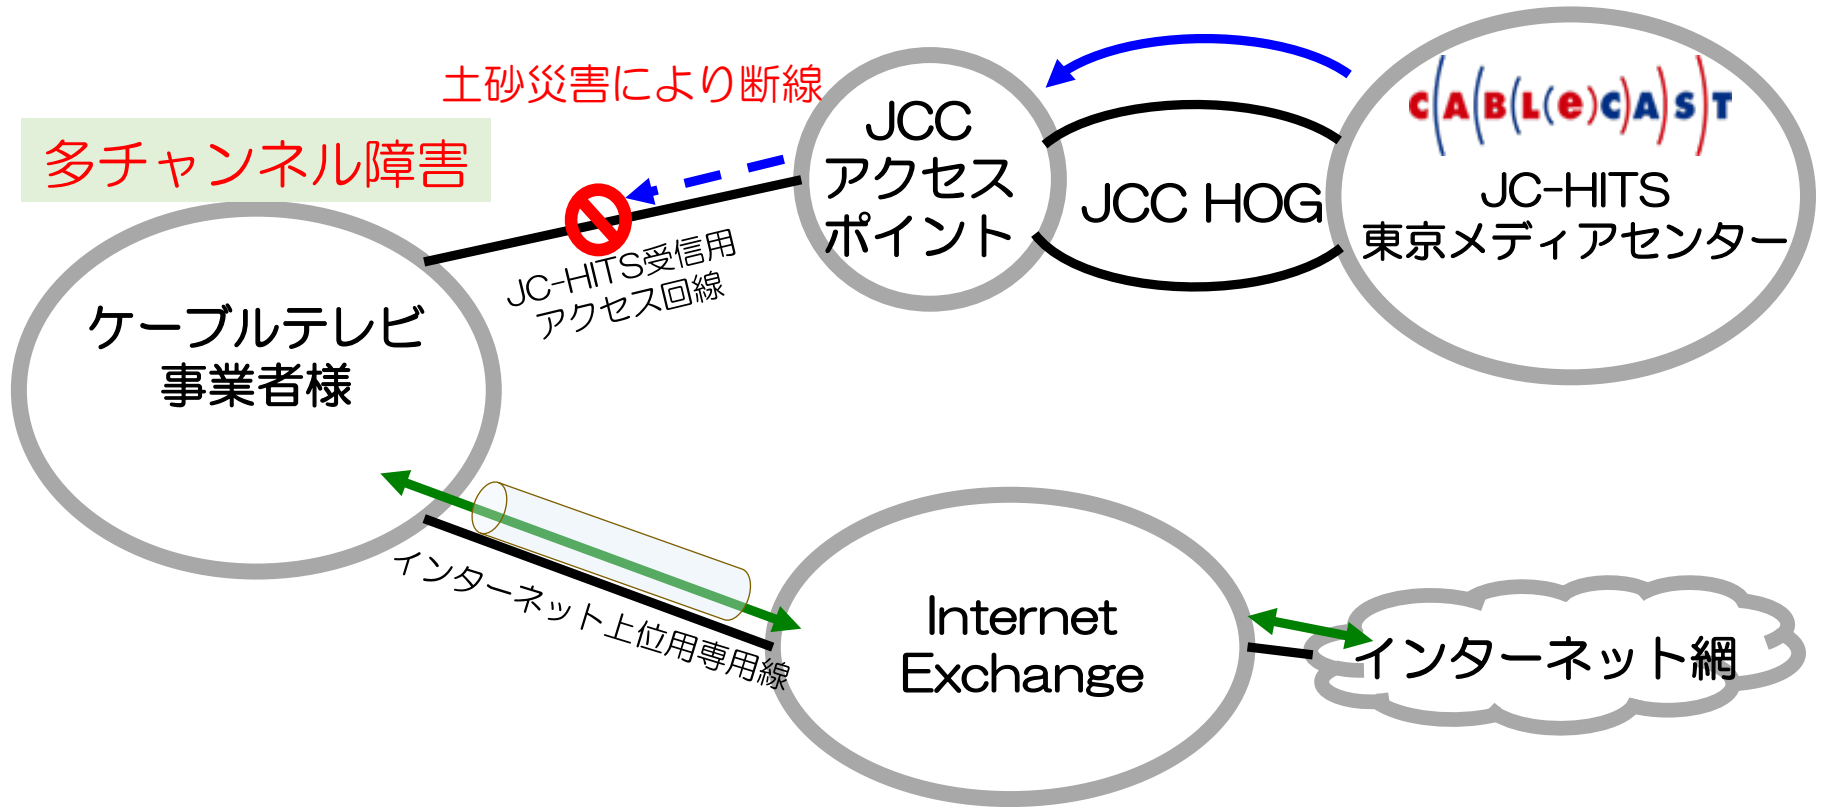 土砂災害により断線
多チャンネル障害
JCC
アクセス
ポイント
JCC HOG
CABLeCAST
JC-HITS
東京メディアセンター
JC-HITS受信用
アクセス回線
ケーブルテレビ
事業者様
インターネット上位用専用線
Internet
Exchange
インターネット網